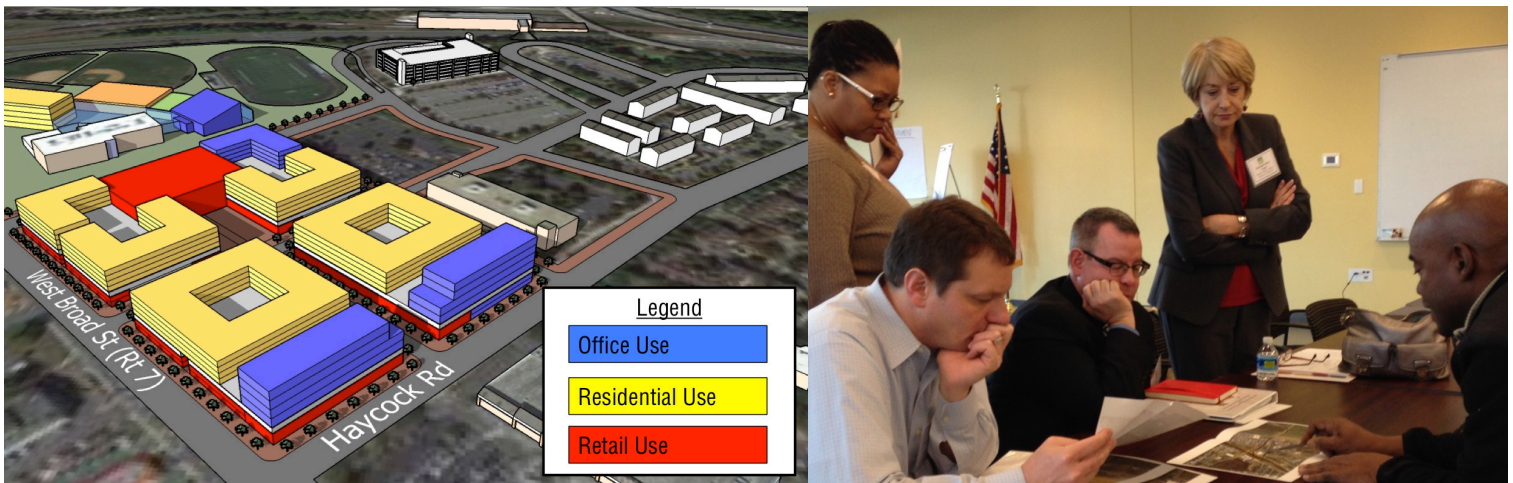 West Broad St (Rt 7)
Haycock Rd
Legend
Office Use
Residential Use
Retail Use